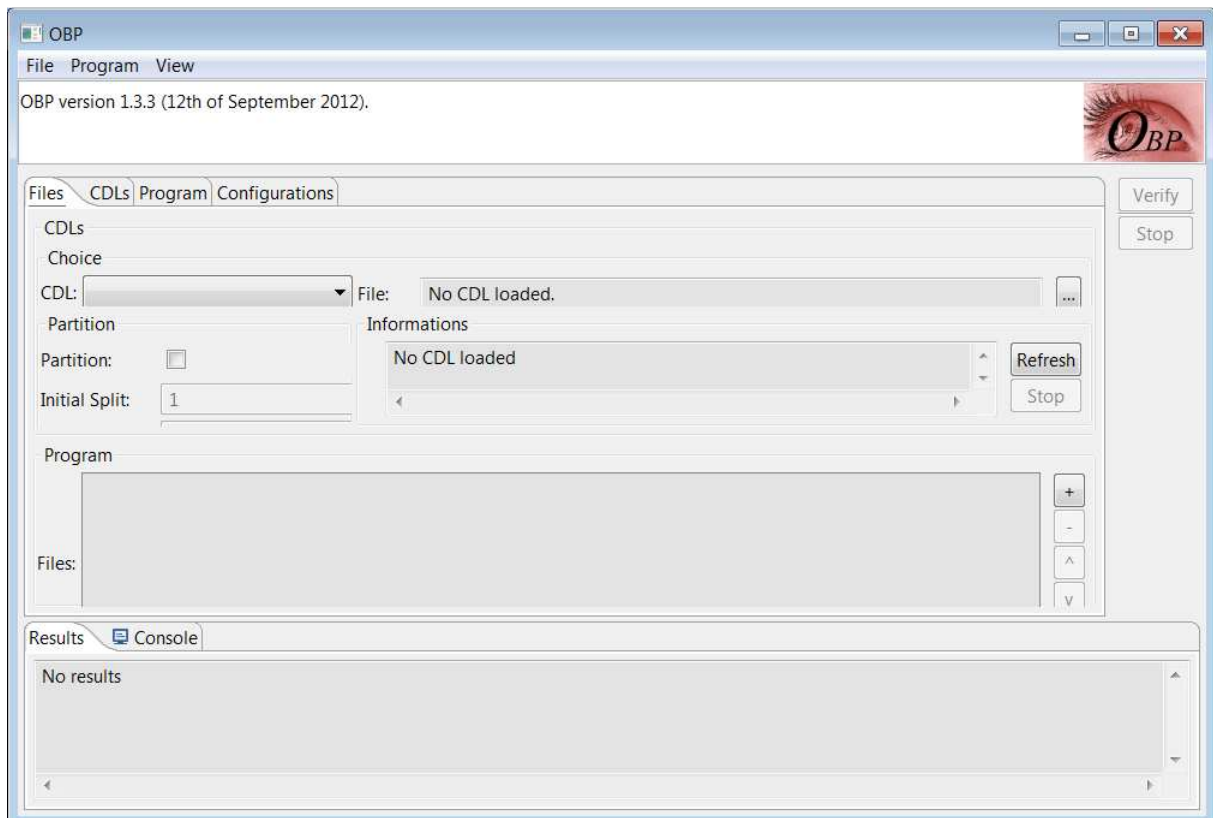 OBP
File Program View
OBP version 1.3.3 (12th of September 2012).
OBP
Files CDLs Program Configurations
Verify
Stop
CDLs
Choice
CDL: File: No CDL loaded. ...
Partition Informations
Partition: No CDL loaded Refresh
Initial Split: 1 Stop
Program
+
-
Files: ^
v
Results Console
No results